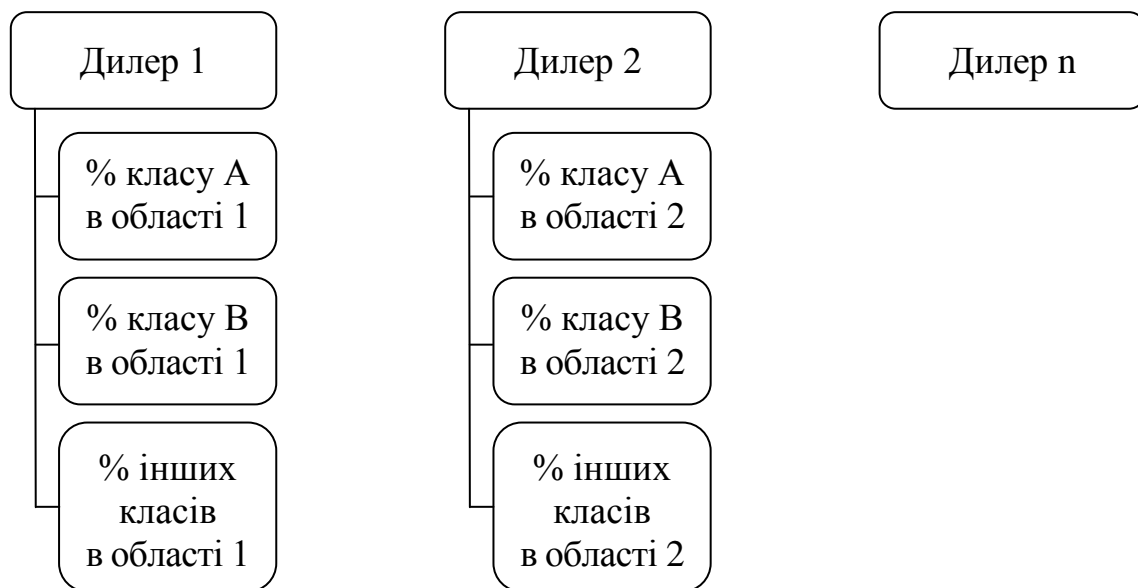 Дилер 1
% класу А
в області 1
% класу В
в області 1
% інших
класів
в області 1
Дилер 2
% класу А
в області 2
% класу В
в області 2
% інших
класів
в області 2
Дилер n